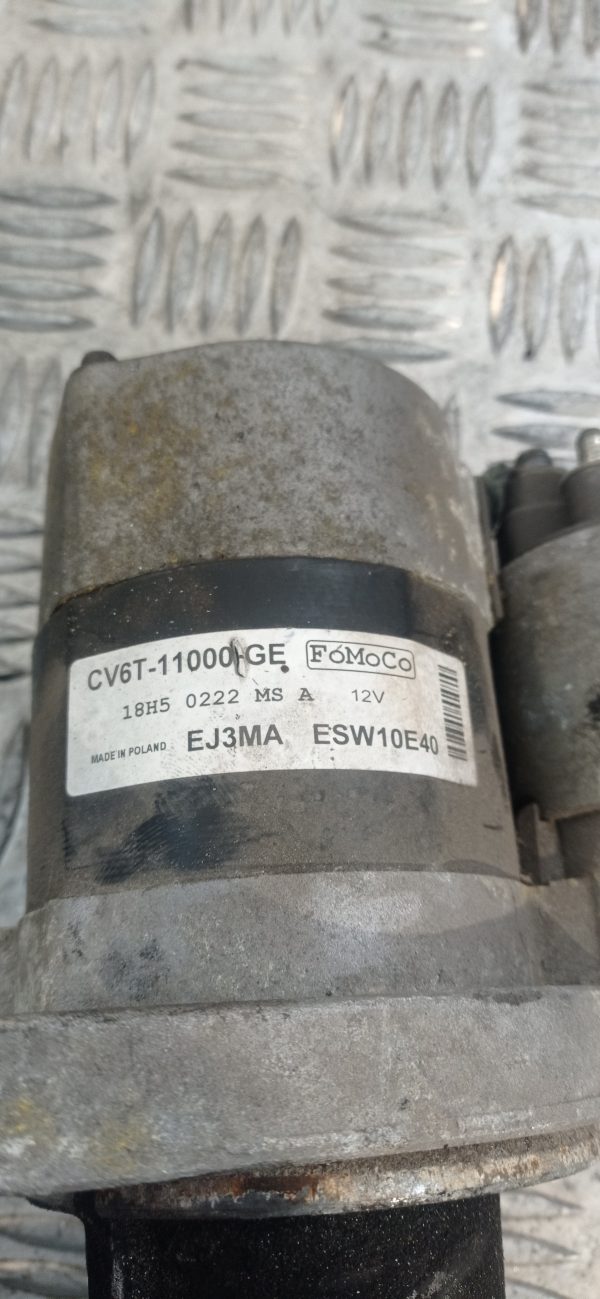 CV6T-11000-GE FoMoCo
18H5 0222 MS A 12V
MADE IN POLAND EJ3MA ESW10E40